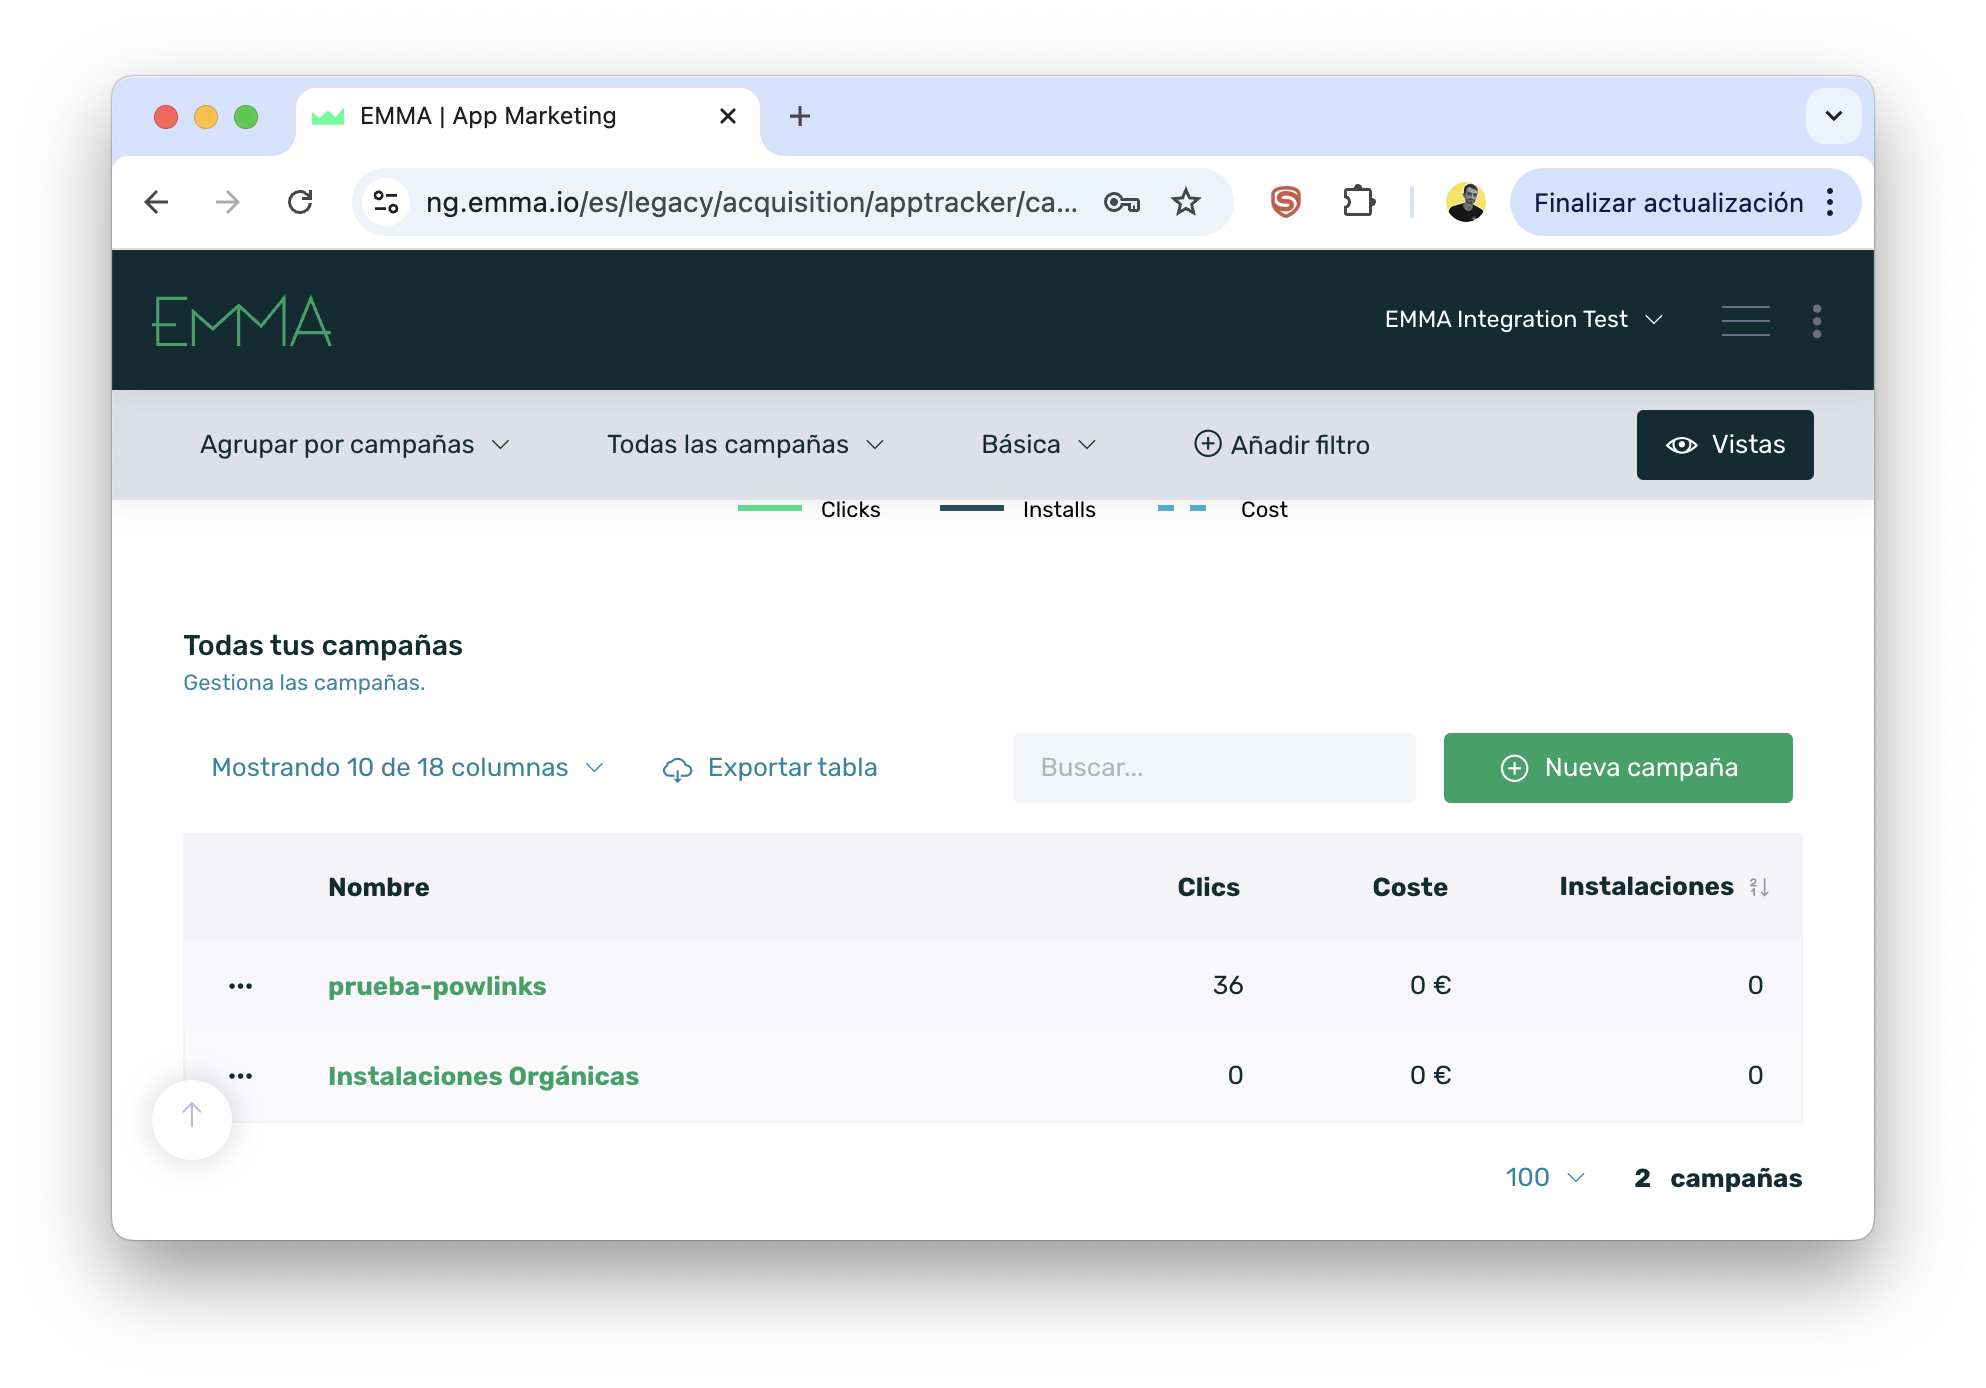 EMMA | App Marketing
ng.emma.io/es/legacy/acquisition/apptracker/ca...
Finalizar actualización
EMMA
EMMA Integration Test
Agrupar por campañas
Todas las campañas
Básica
Añadir filtro
Vistas
Clicks
Installs
Cost
Todas tus campañas
Gestiona las campañas.
Mostrando 10 de 18 columnas
Exportar tabla
Buscar...
Nueva campaña
Nombre Clics Coste Instalaciones
prueba-powlinks 36 0 € 0
Instalaciones Orgánicas 0 0 € 0
100 2 campañas